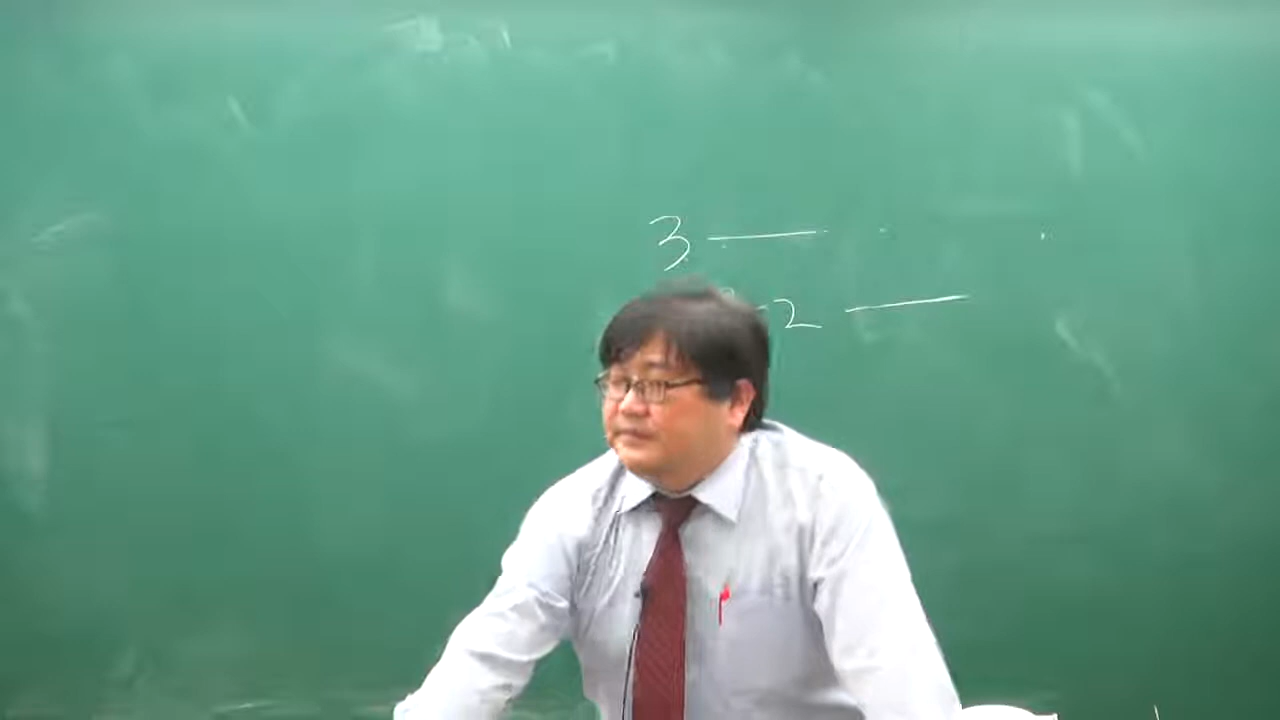 3 —
-2 —